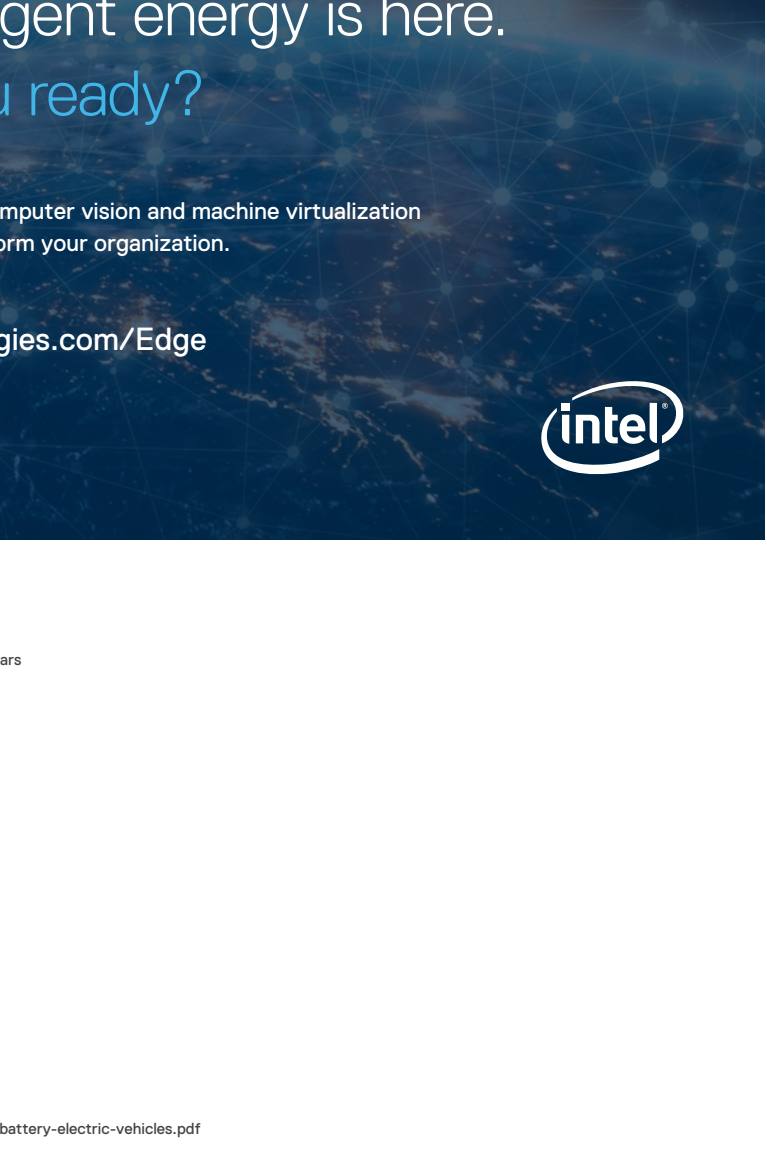 gent energy is here.
u ready?
mputer vision and machine virtualization
orm your organization.
gies.com/Edge
intel®
ars
battery-electric-vehicles.pdf